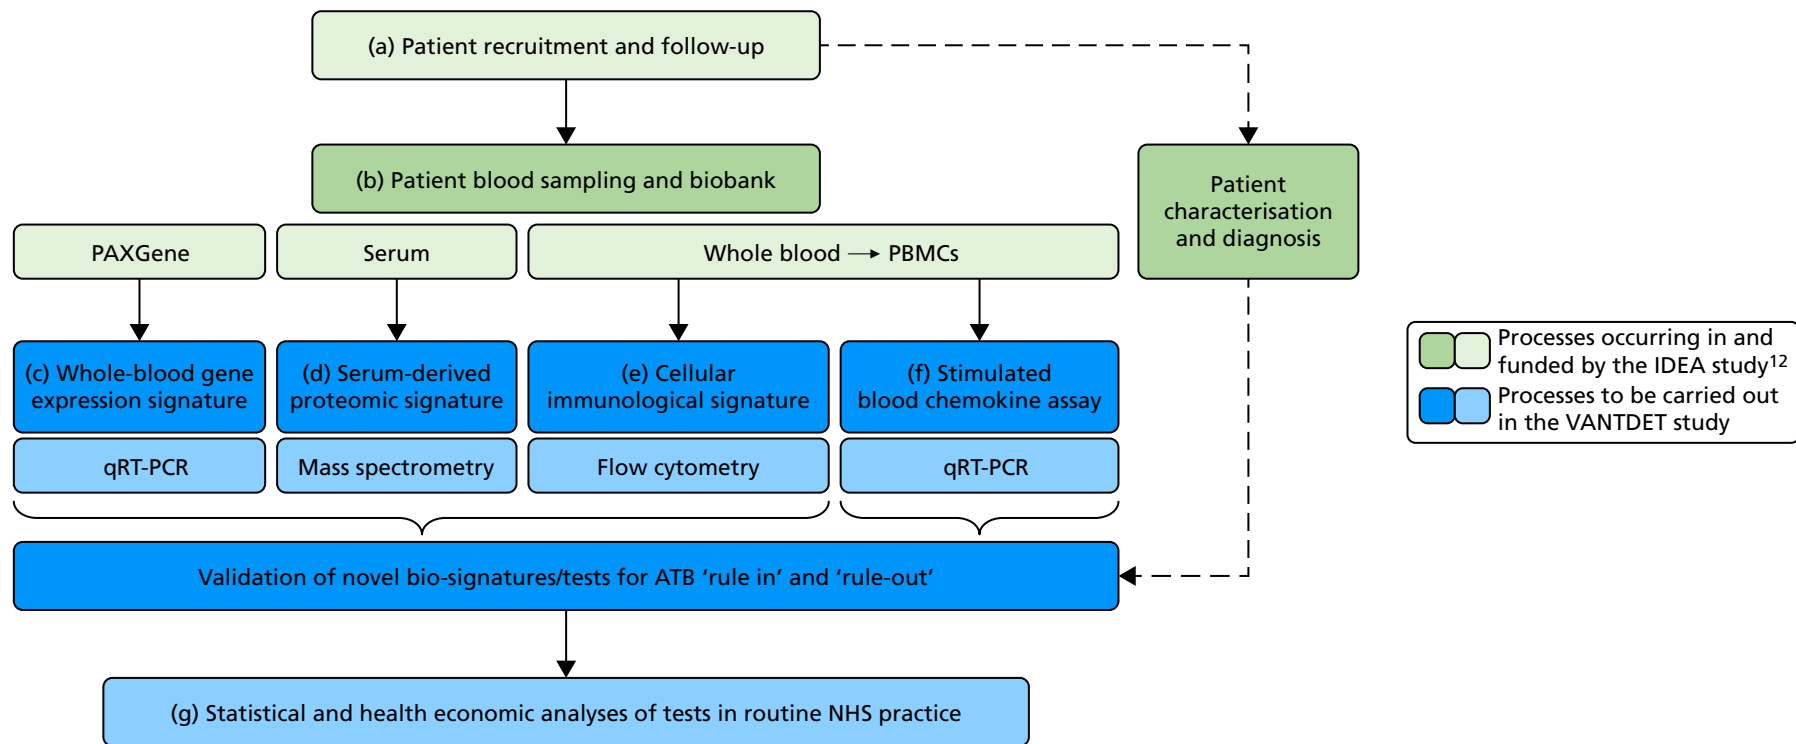 (a) Patient recruitment and follow-up
(b) Patient blood sampling and biobank
Patient
characterisation
and diagnosis
PAXGene
Serum
Whole blood → PBMCs
(c) Whole-blood gene
expression signature
(d) Serum-derived
proteomic signature
(e) Cellular
immunological signature
(f) Stimulated
blood chemokine assay
qRT-PCR
Mass spectrometry
Flow cytometry
qRT-PCR
Validation of novel bio-signatures/tests for ATB ‘rule in’ and ‘rule-out’
(g) Statistical and health economic analyses of tests in routine NHS practice
Processes occurring in and
funded by the IDEA study¹²
Processes to be carried out
in the VANTDET study